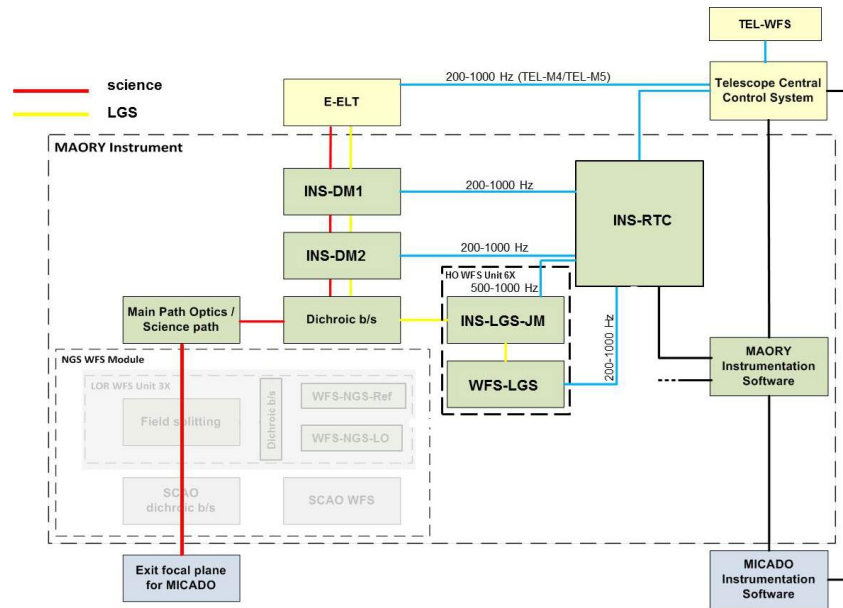 TEL-WFS
science
LGS
200-1000 Hz (TEL-M4/TEL-M5)
E-ELT
Telescope Central
Control System
MAORY Instrument
INS-DM1
200-1000 Hz
INS-RTC
INS-DM2
200-1000 Hz
HO WFS Unit 6X
500-1000 Hz
Main Path Optics /
Science path
Dichroic b/s
INS-LGS-JM
200-1000 Hz
NGS WFS Module
WFS-LGS
MAORY
Instrumentation
Software
LOR WFS Unit 3X
Field splitting
Dichroic b/s
WFS-NGS-Ref
WFS-NGS-LO
SCAO
dichroic b/s
SCAO WFS
Exit focal plane
for MICADO
MICADO
Instrumentation
Software